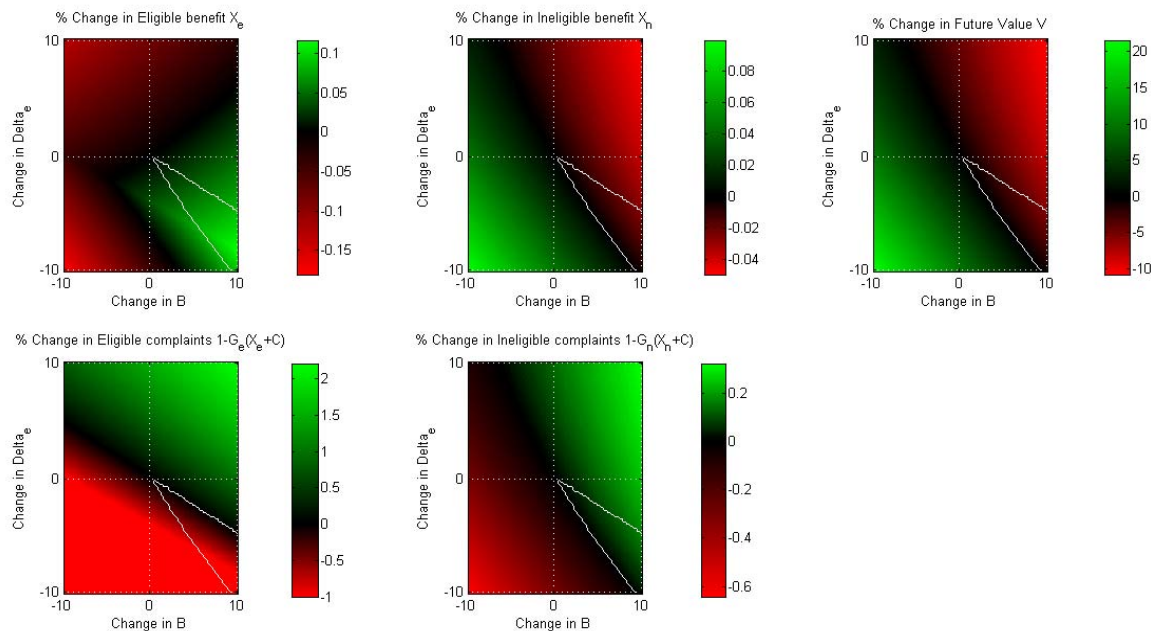 % Change in Eligible benefit Xe
10
0
-10
-10 0 10
Change in Delta_e
Change in B
0.1
0.05
0
-0.05
-0.1
-0.15
% Change in Ineligible benefit Xn
10
0
-10
-10 0 10
Change in Delta_e
Change in B
0.08
0.06
0.04
0.02
0
-0.02
-0.04
% Change in Future Value V
10
0
-10
-10 0 10
Change in Delta_e
Change in B
20
15
10
5
0
-5
-10
% Change in Eligible complaints 1-Ge(Xe+C)
10
0
-10
-10 0 10
Change in Delta_e
Change in B
2
1.5
1
0.5
0
-0.5
-1
% Change in Ineligible complaints 1-Gn(Xn+C)
10
0
-10
-10 0 10
Change in Delta_e
Change in B
0.2
0
-0.2
-0.4
-0.6